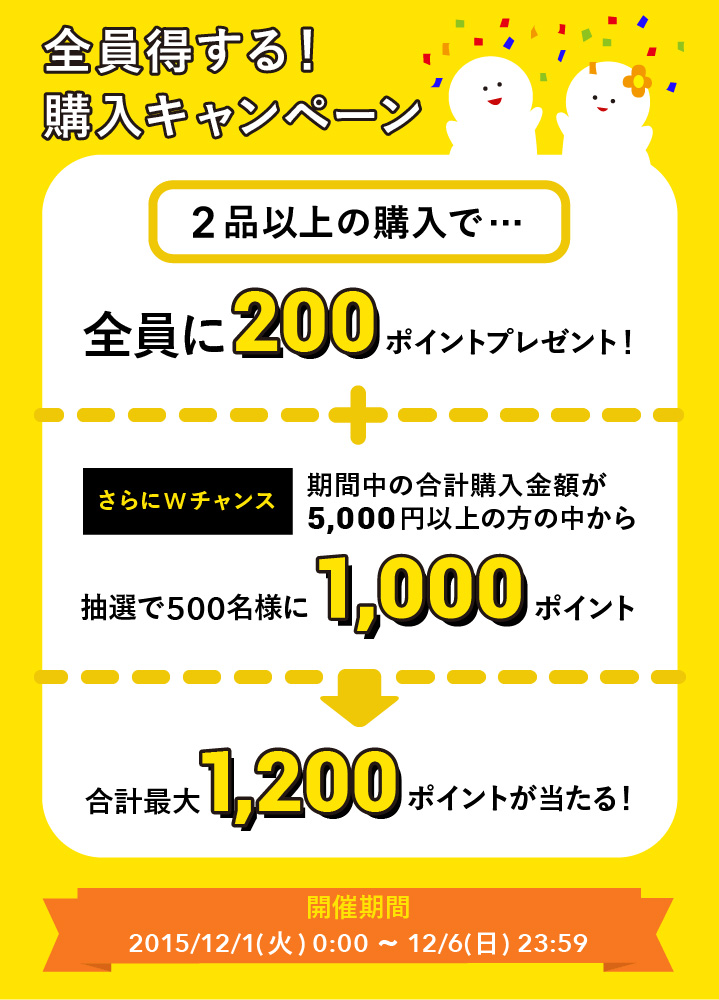 全員得する!
購入キャンペーン
2品以上の購入で…
全員に200ポイントプレゼント!
さらにWチャンス
期間中の合計購入金額が
5,000円以上の方の中から
抽選で500名様に1,000ポイント
合計最大1,200ポイントが当たる!
開催期間
2015/12/1(火) 0:00 ~ 12/6(日) 23:59